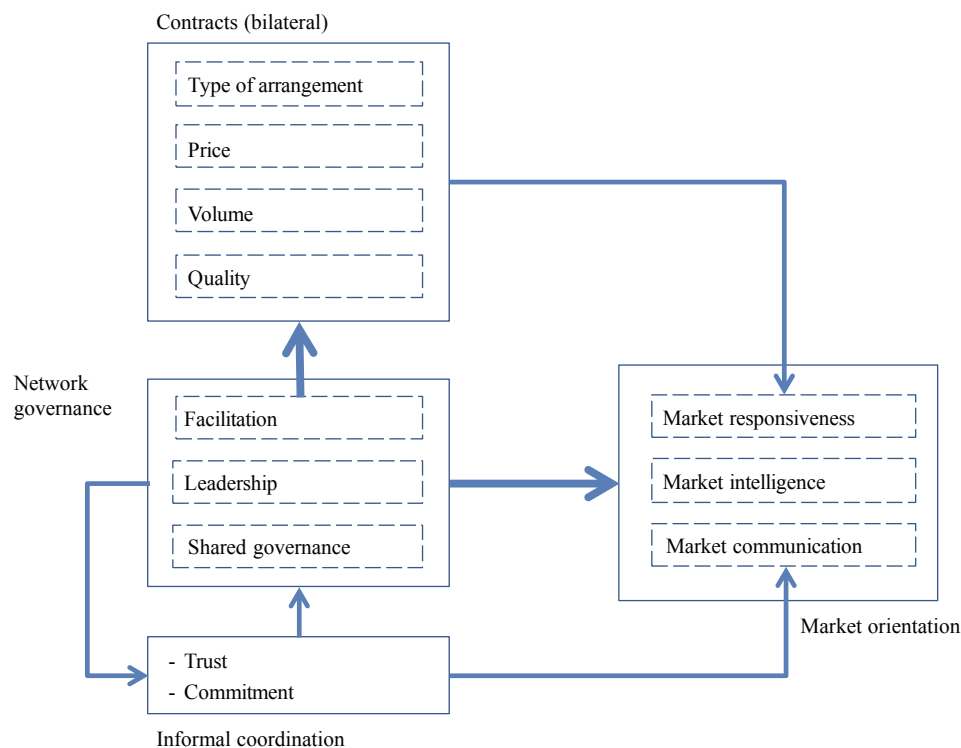 Contracts (bilateral)
Type of arrangement
Price
Volume
Quality
Network
governance
Facilitation
Leadership
Shared governance
Market responsiveness
Market intelligence
Market communication
Market orientation
- Trust
- Commitment
Informal coordination